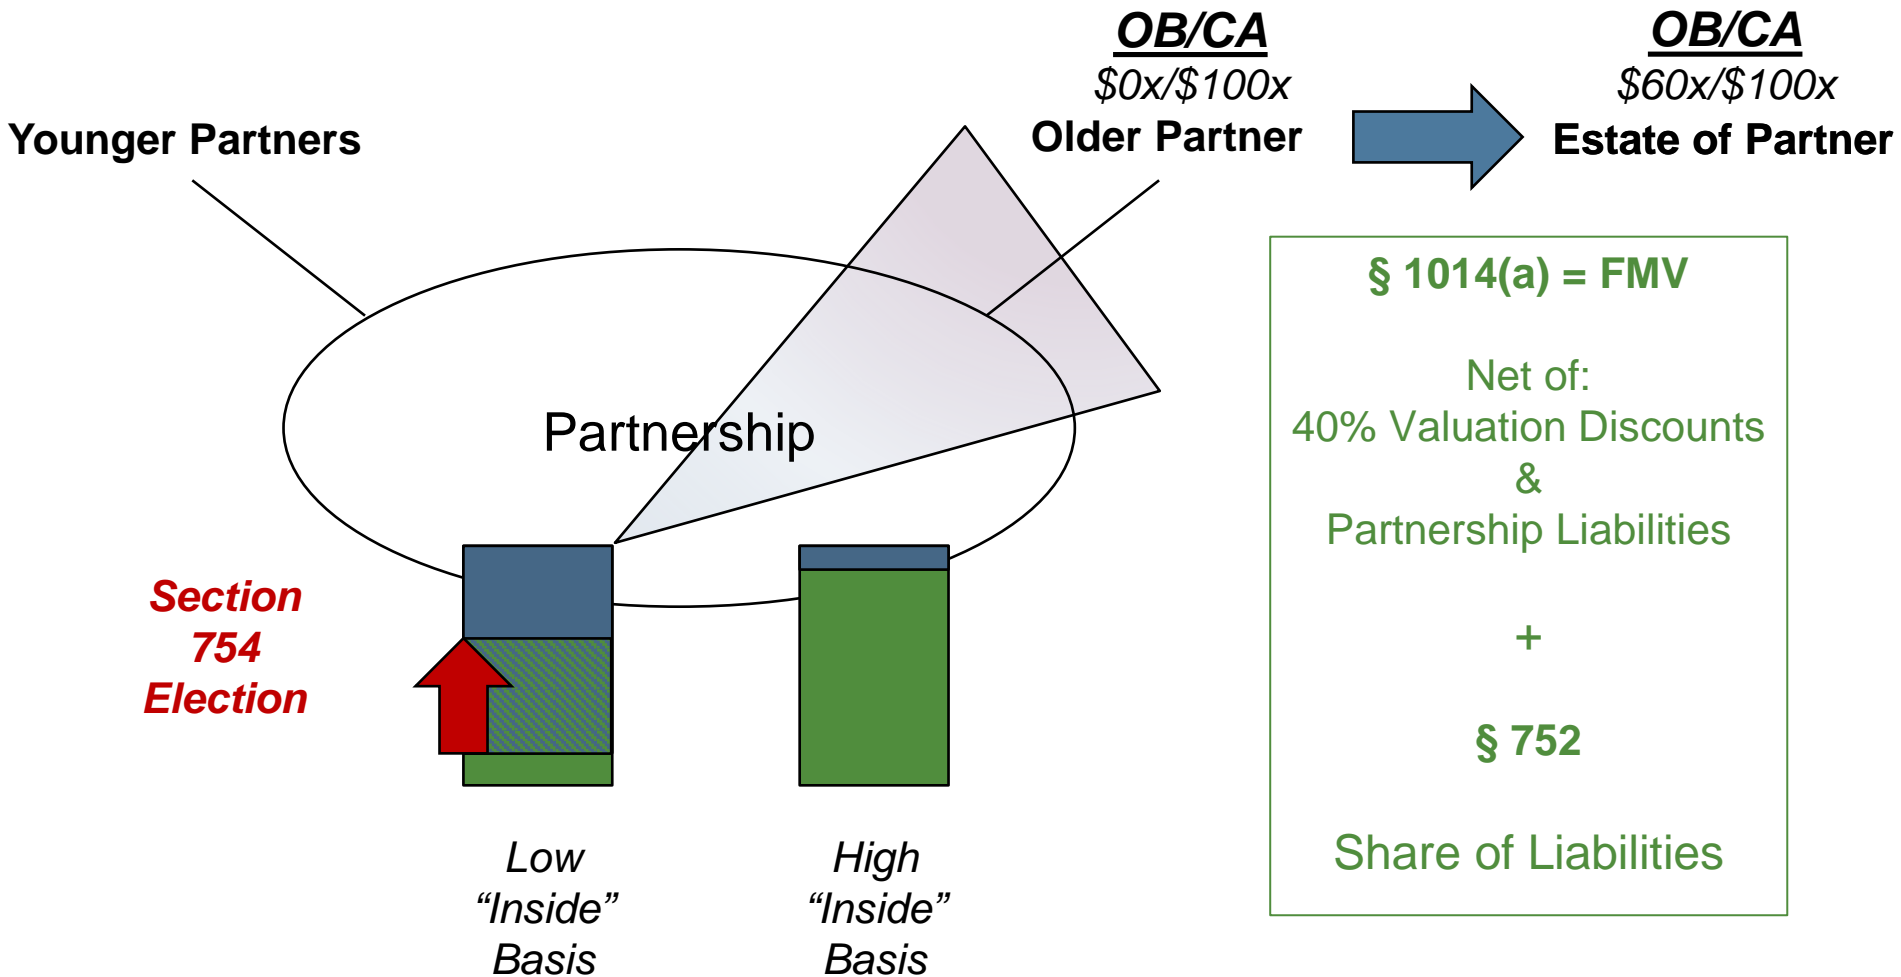 OB/CA
$0x/$100x
Older Partner
OB/CA
$60x/$100x
Estate of Partner
Younger Partners
Partnership
Section
754
Election
Low
“Inside”
Basis
High
“Inside”
Basis
§ 1014(a) = FMV
Net of:
40% Valuation Discounts
&
Partnership Liabilities
+
§ 752
Share of Liabilities